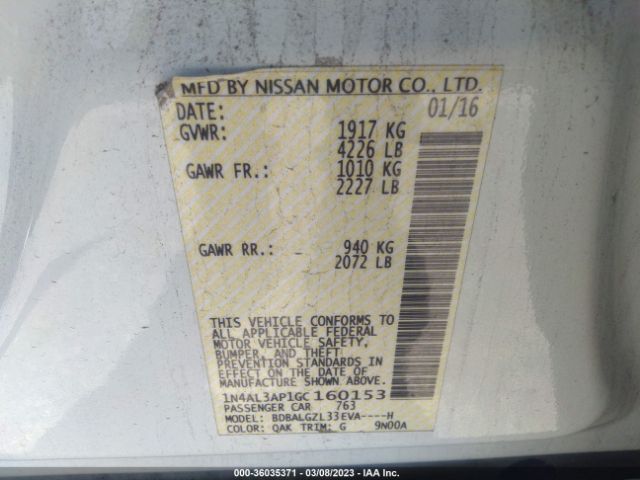 MFD BY NISSAN MOTOR CO., LTD.
DATE: 01/16
GVWR: 1917 KG
4226 LB
GAWR FR.: 1010 KG
2227 LB
GAWR RR.: 940 KG
2072 LB
THIS VEHICLE CONFORMS TO
ALL APPLICABLE FEDERAL
MOTOR VEHICLE SAFETY,
BUMPER, AND THEFT
PREVENTION STANDARDS IN
EFFECT ON THE DATE OF
MANUFACTURE SHOWN ABOVE.
1N4AL3AP1GC160153
PASSENGER CAR 763
MODEL: BDBALGZL33EVA----H
COLOR: QAK TRIM: G 9N00A
000-36035371 - 03/08/2023 - IAA Inc.